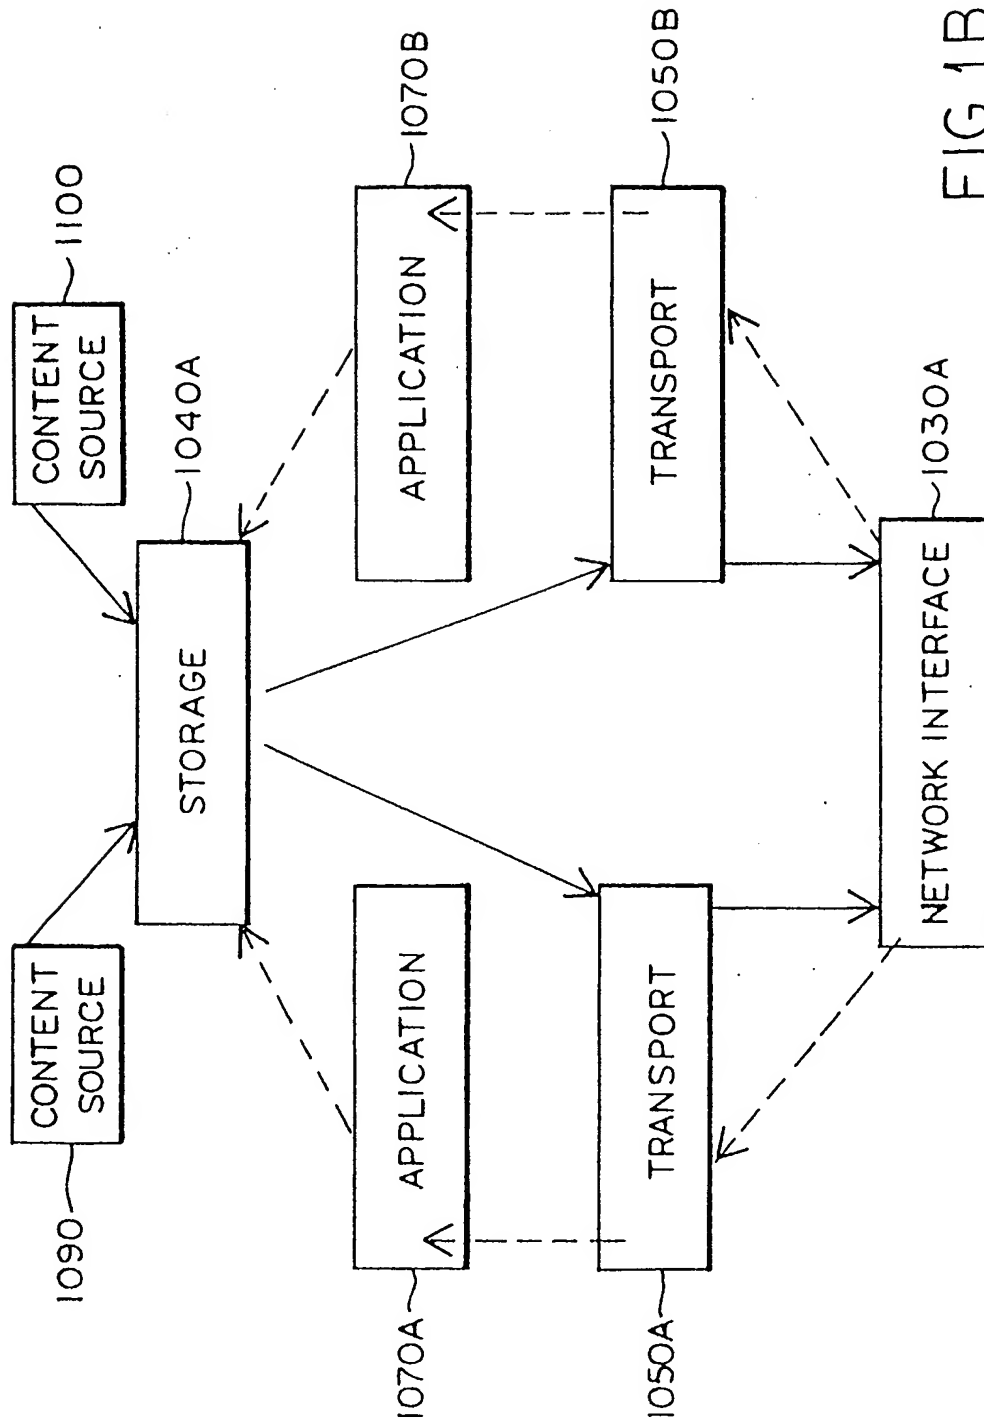 1090
CONTENT
SOURCE
CONTENT
SOURCE
1100
STORAGE
1040A
1070A
APPLICATION
APPLICATION
1070B
1050A
TRANSPORT
TRANSPORT
1050B
NETWORK INTERFACE
1030A
FIG 1B